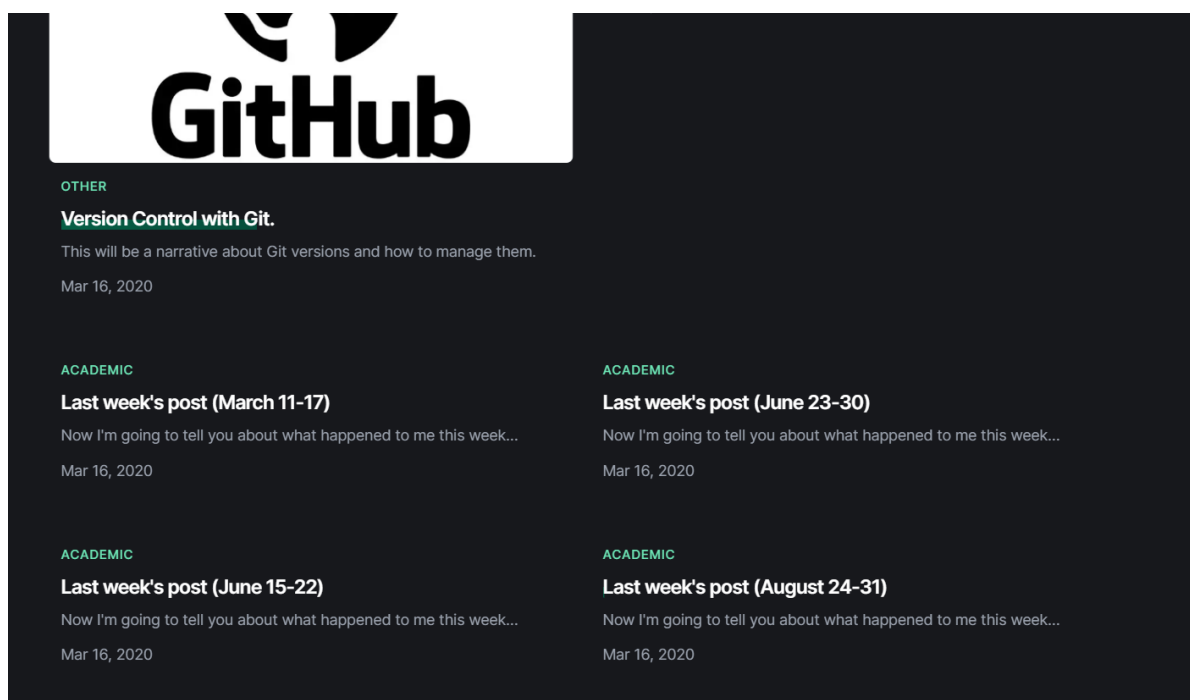 GitHub
OTHER
Version Control with Git.
This will be a narrative about Git versions and how to manage them.
Mar 16, 2020
ACADEMIC
Last week's post (March 11-17)
Now I'm going to tell you about what happened to me this week...
Mar 16, 2020
ACADEMIC
Last week's post (June 23-30)
Now I'm going to tell you about what happened to me this week...
Mar 16, 2020
ACADEMIC
Last week's post (June 15-22)
Now I'm going to tell you about what happened to me this week...
Mar 16, 2020
ACADEMIC
Last week's post (August 24-31)
Now I'm going to tell you about what happened to me this week...
Mar 16, 2020